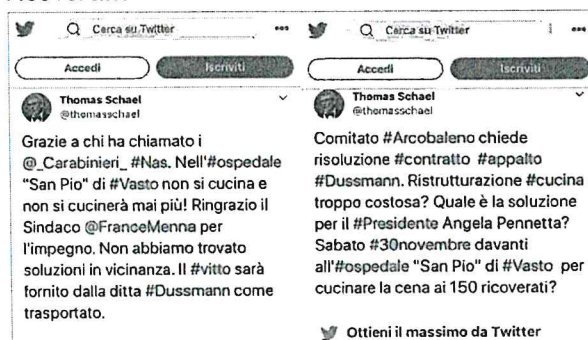 Cerca su Twitter
Accedi
Iscriviti
Thomas Schael
@thomasschael
Grazie a chi ha chiamato i
@_Carabinieri_ #Nas. Nell'#ospedale
"San Pio" di #Vasto non si cucina e
non si cucinerà mai più! Ringrazio il
Sindaco @FranceMenna per
l'impegno. Non abbiamo trovato
soluzioni in vicinanza. Il #vitto sarà
fornito dalla ditta #Dussmann come
trasportato.
Cerca su Twitter
Accedi
Iscriviti
Thomas Schael
@thomasschael
Comitato #Arcobaleno chiede
risoluzione #contratto #appalto
#Dussmann. Ristrutturazione #cucina
troppo costosa? Quale è la soluzione
per il #Presidente Angela Pennetta?
Sabato #30novembre davanti
all'#ospedale "San Pio" di #Vasto per
cucinare la cena ai 150 ricoverati?
Ottieni il massimo da Twitter